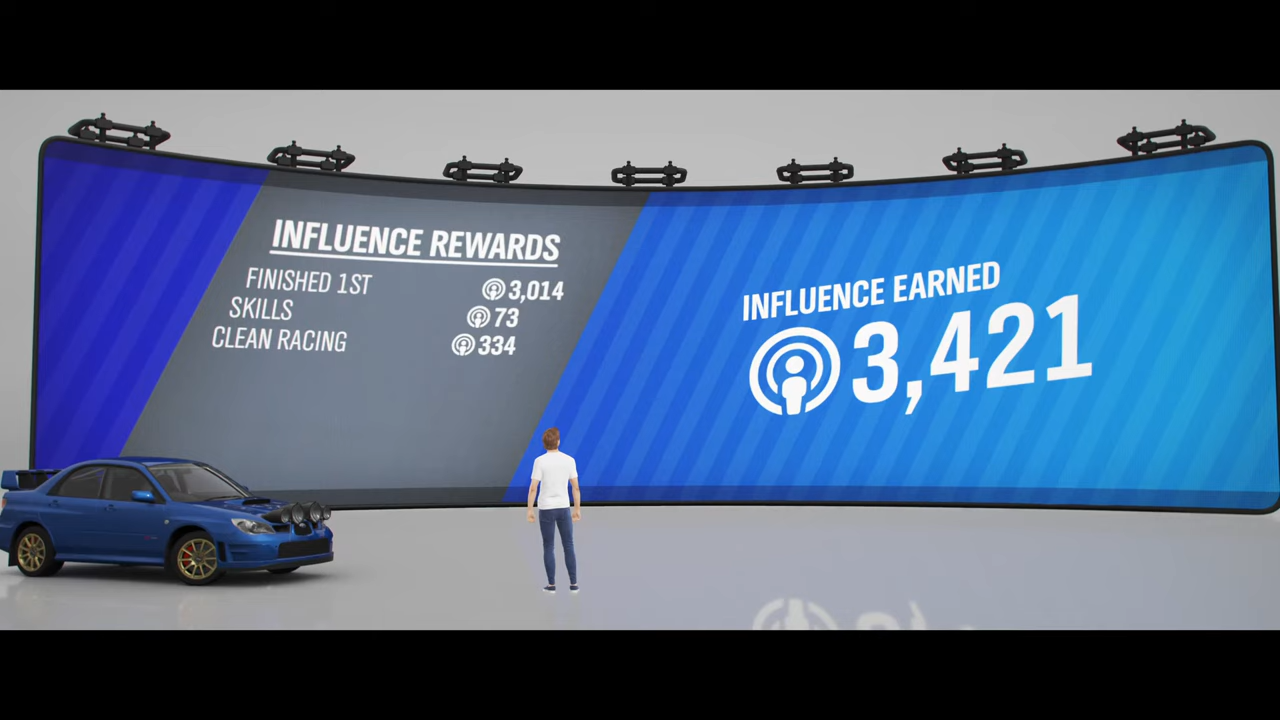 INFLUENCE REWARDS
FINISHED 1ST 3,014
SKILLS 73
CLEAN RACING 334
INFLUENCE EARNED
3,421